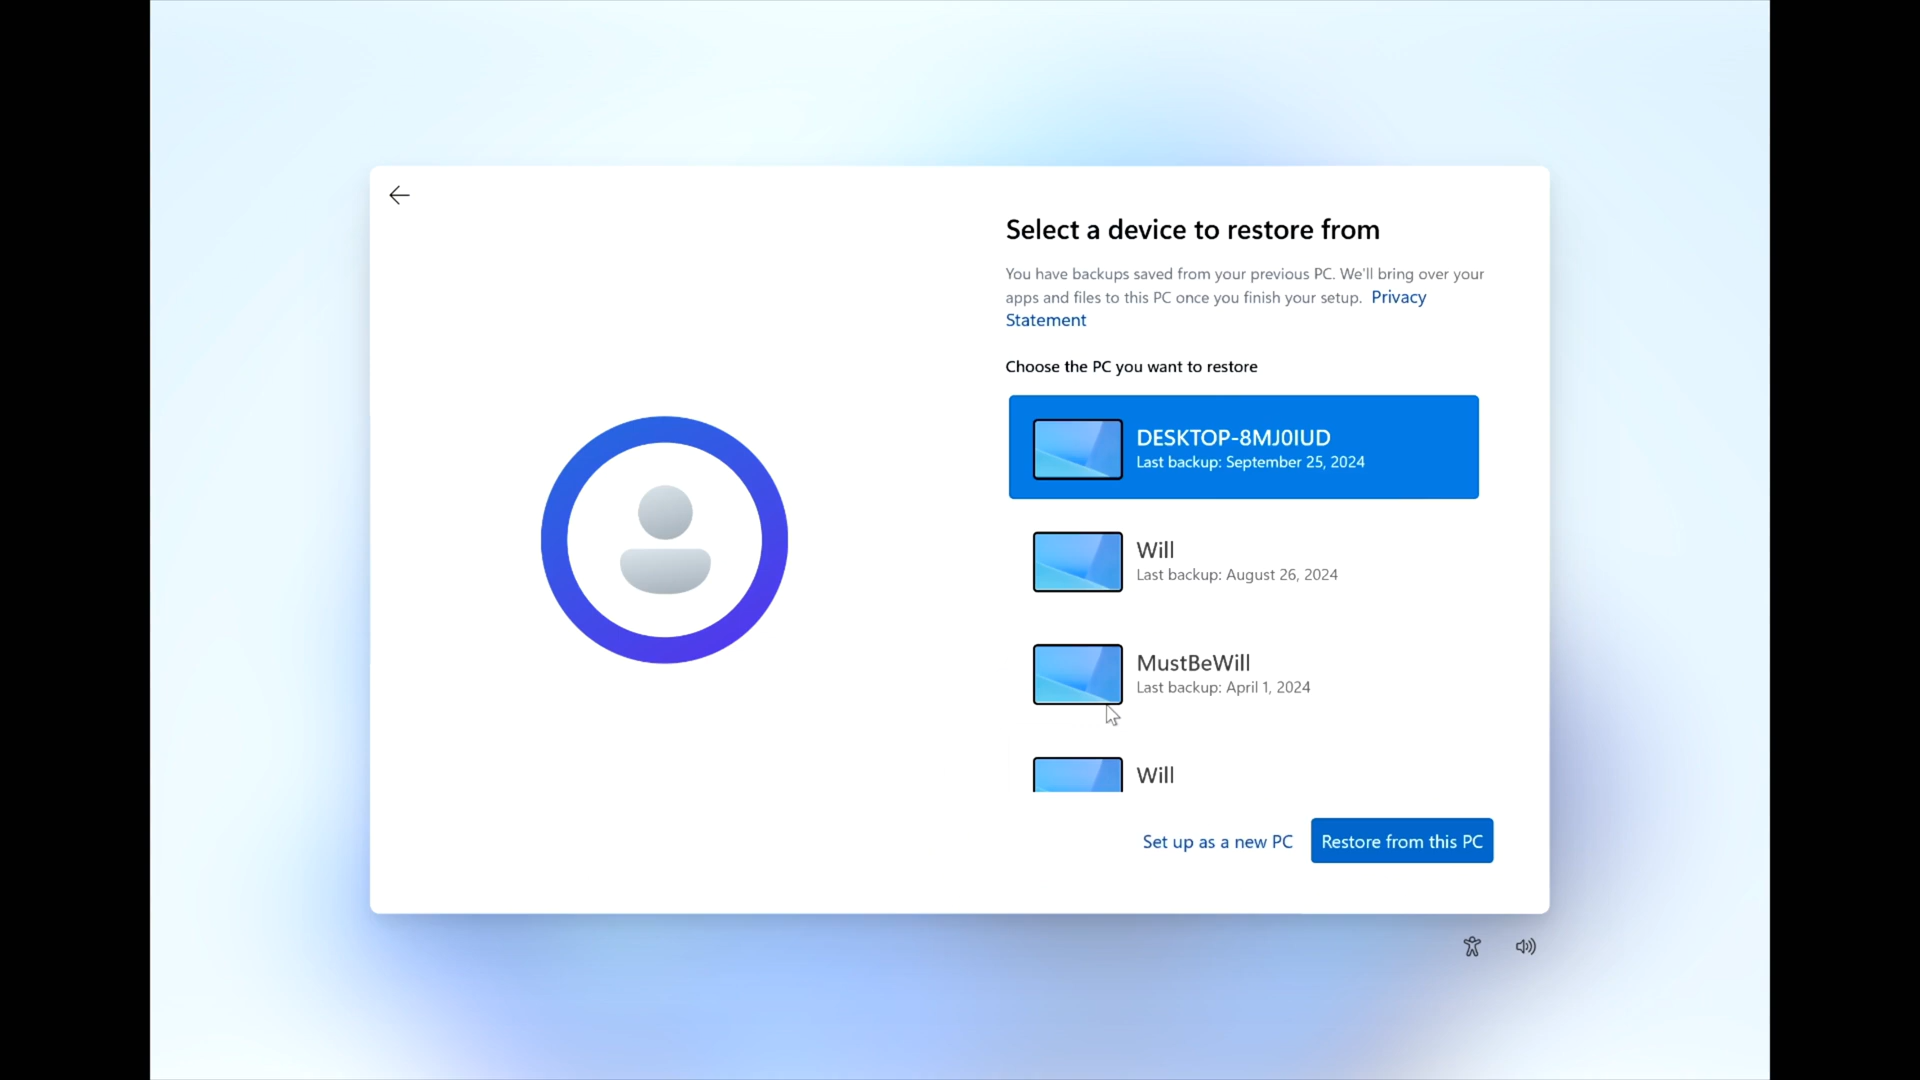 Select a device to restore from
You have backups saved from your previous PC. We'll bring over your
apps and files to this PC once you finish your setup. Privacy
Statement
Choose the PC you want to restore
DESKTOP-8MJ0IUD
Last backup: September 25, 2024
Will
Last backup: August 26, 2024
MustBeWill
Last backup: April 1, 2024
Will
Set up as a new PC
Restore from this PC